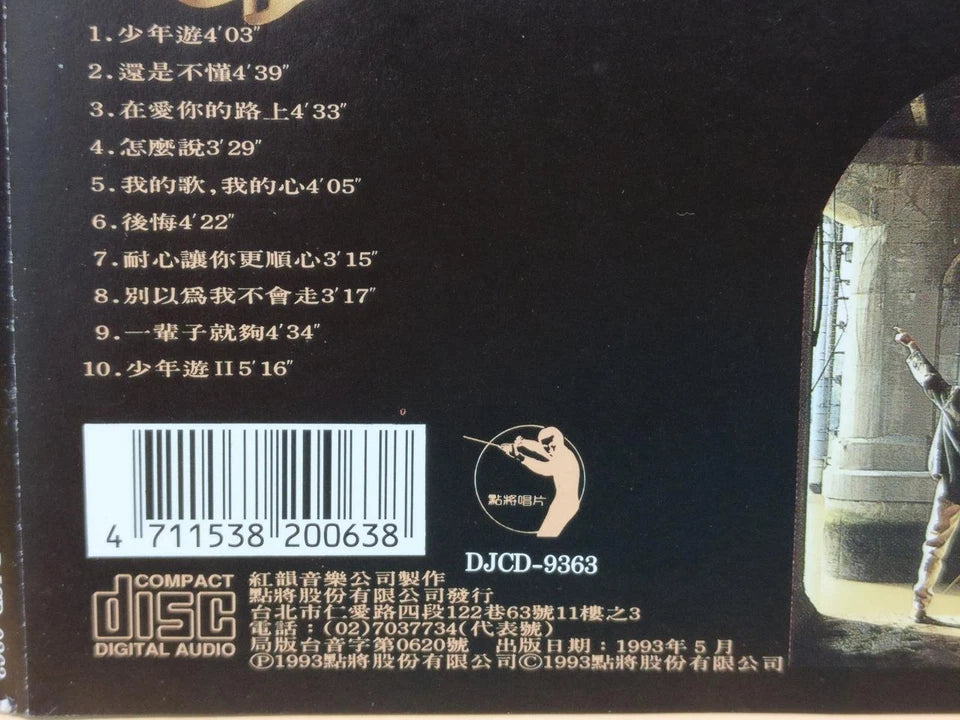 1.少年遊4'03"
2.還是不懂4'39"
3.在愛你的路上4'33"
4.怎麼說3'29"
5.我的歌,我的心4'05"
6.後悔4'22"
7.耐心讓你更順心3'15"
8.別以為我不會走3'17"
9.一輩子就夠4'34"
10.少年遊II5'16"
4 711538 200638
點將唱片
DJCD-9363
COMPACT
disc
DIGITAL AUDIO
紅韻音樂公司製作
點將股份有限公司發行
台北市仁愛路四段122巷63號11樓之3
電話:(02)7037734(代表號)
局版台音字第0620號 出版日期:1993年5月
Ⓟ1993點將股份有限公司Ⓒ1993點將股份有限公司